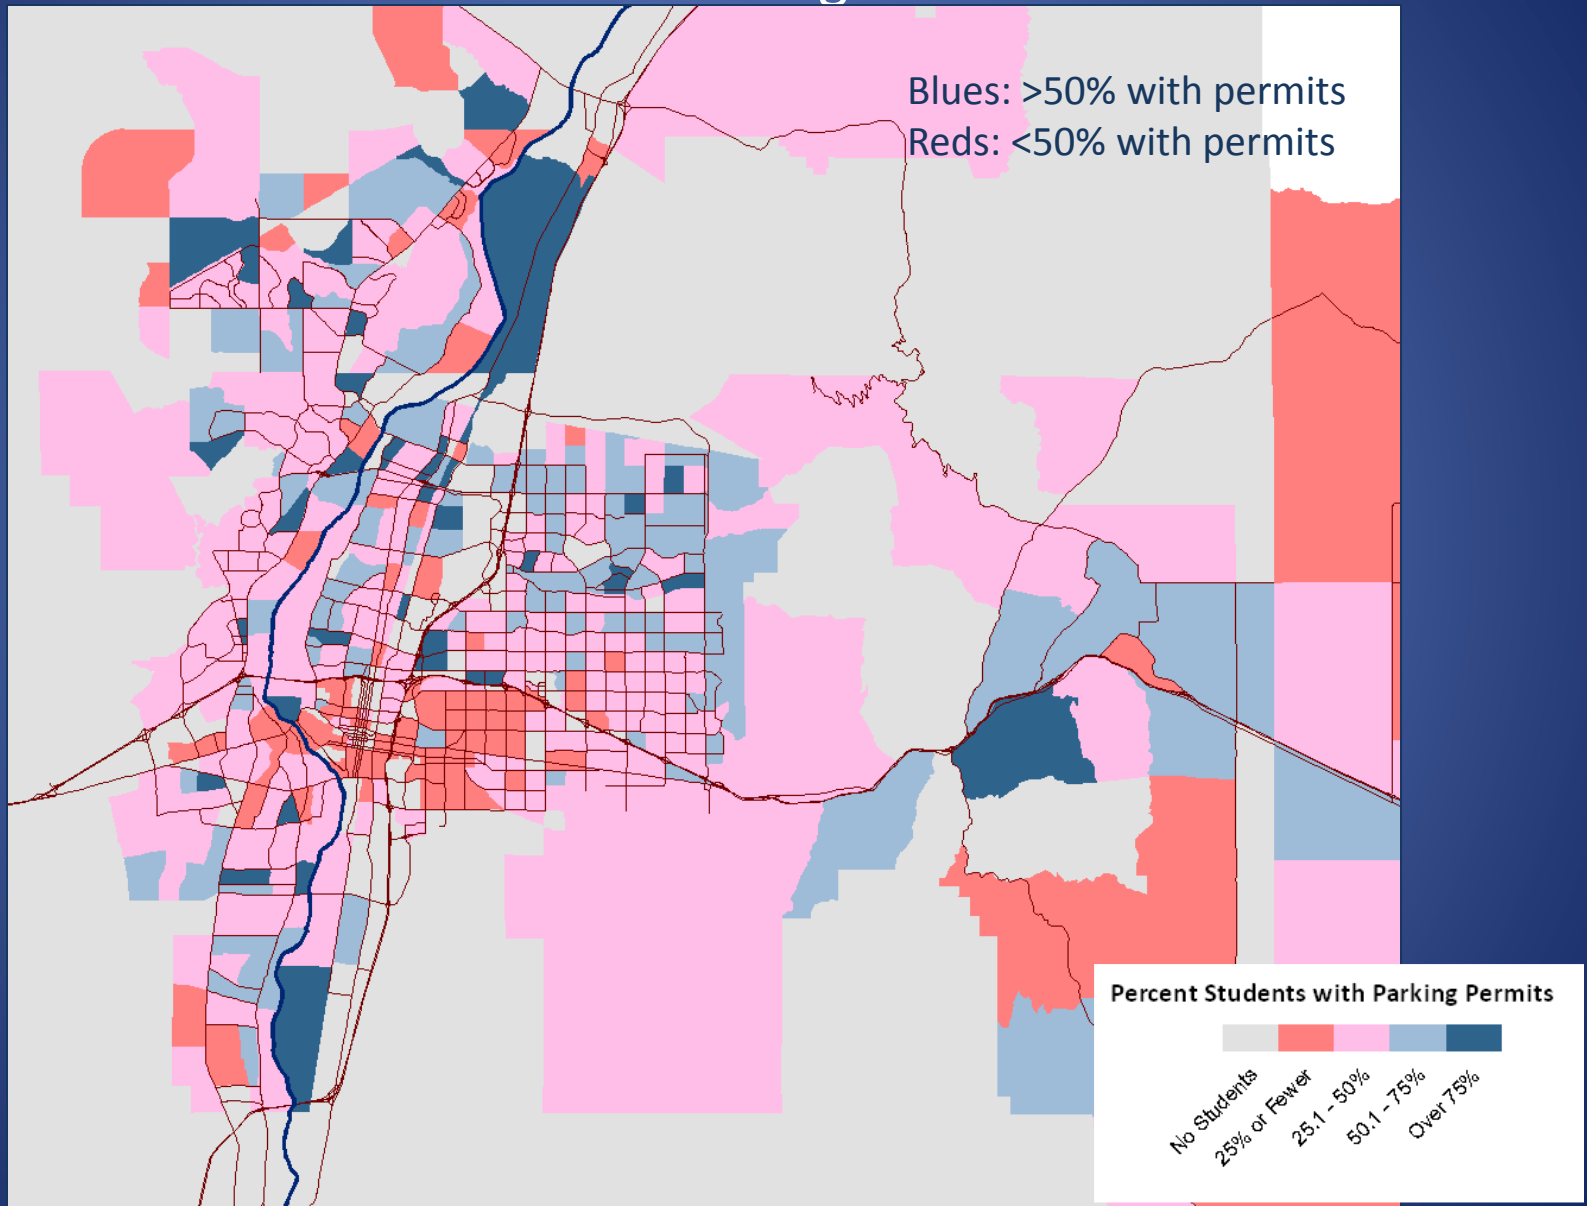 Blues: >50% with permits
Reds: <50% with permits
Percent Students with Parking Permits
No Students
25% or Fewer
25.1 - 50%
50.1 - 75%
Over 75%